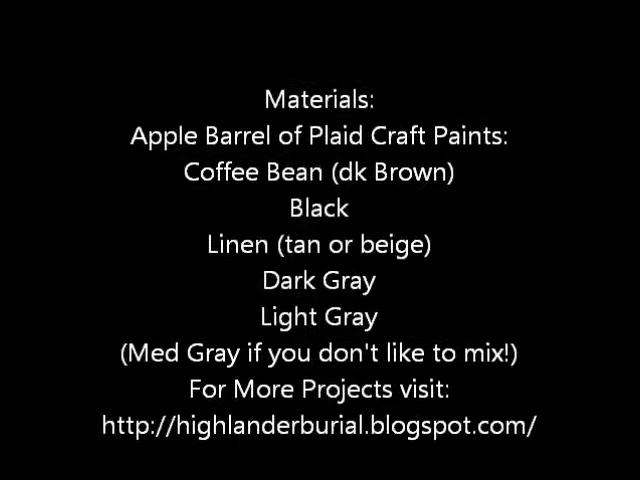 Materials:
Apple Barrel of Plaid Craft Paints:
Coffee Bean (dk Brown)
Black
Linen (tan or beige)
Dark Gray
Light Gray
(Med Gray if you don't like to mix!)
For More Projects visit:
http://highlanderburial.blogspot.com/